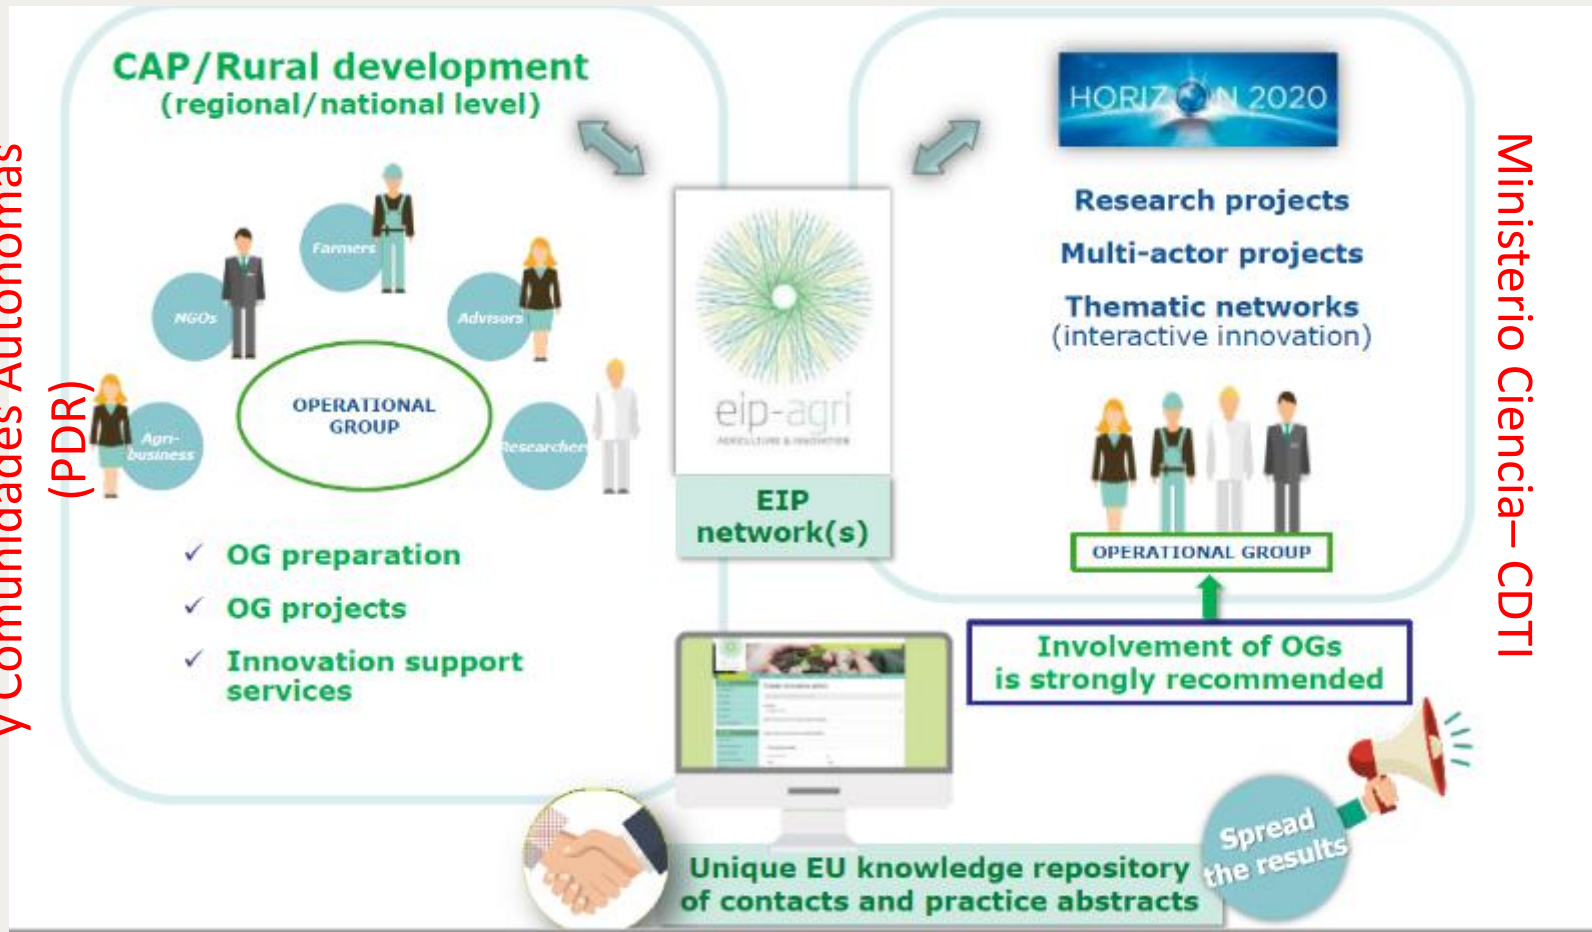 CAP/Rural development
(regional/national level)
Farmers
NGOs
Advisors
Agri-
business
Researcher
OPERATIONAL
GROUP
✓ OG preparation
✓ OG projects
✓ Innovation support
services
y Comunidades Autónomas
(PDR)
eip-agri
AGRICULTURE & INNOVATION
EIP
network(s)
HORIZON 2020
Research projects
Multi-actor projects
Thematic networks
(interactive innovation)
OPERATIONAL GROUP
Involvement of OGs
is strongly recommended
Ministerio Ciencia– CDTI
Unique EU knowledge repository
of contacts and practice abstracts
Spread
the results